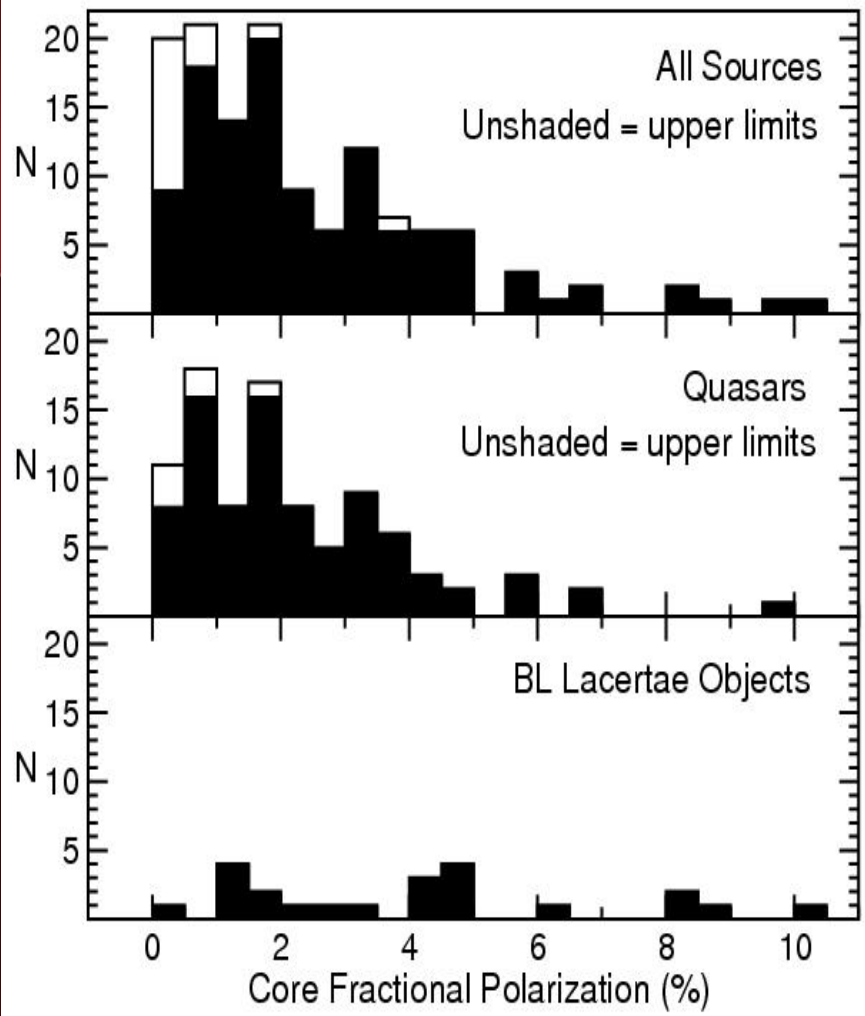 20
15
N 10
5
All Sources
Unshaded = upper limits
20
15
N 10
5
Quasars
Unshaded = upper limits
20
15
N 10
5
BL Lacertae Objects
0 2 4 6 8 10
Core Fractional Polarization (%)